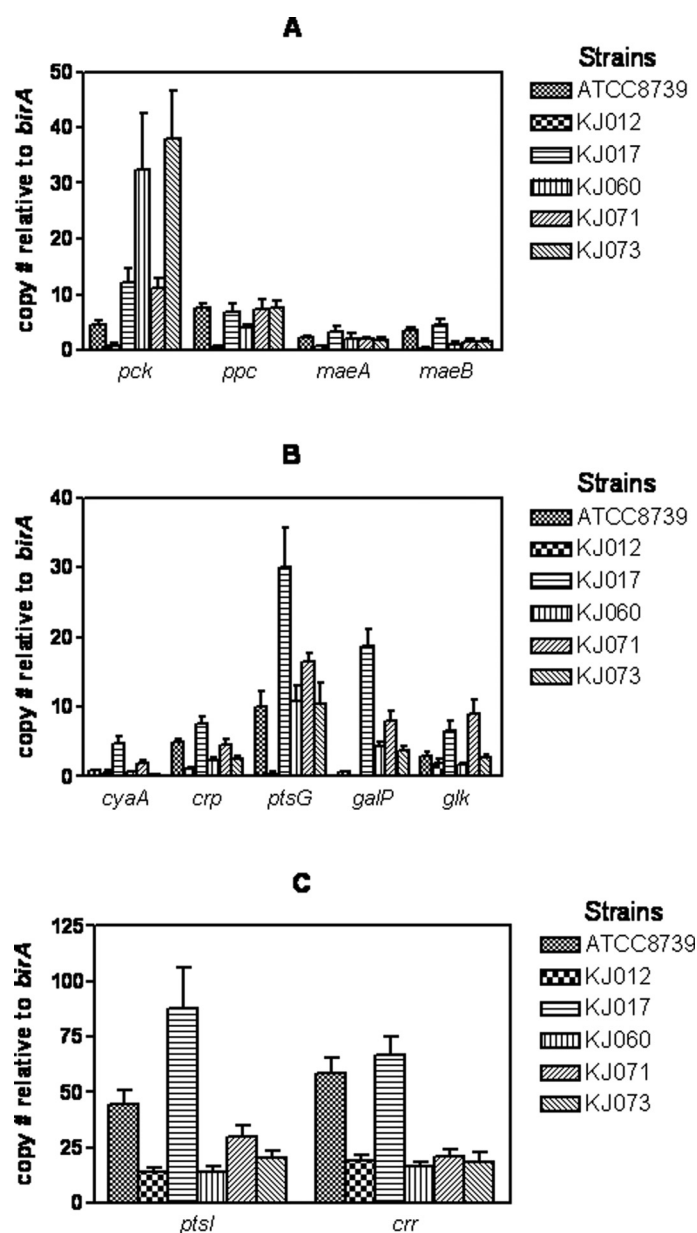 A
copy # relative to birA
50
40
30
20
10
0
pck ppc maeA maeB
Strains
ATCC8739
KJ012
KJ017
KJ060
KJ071
KJ073
B
copy # relative to birA
40
30
20
10
0
cyaA crp ptsG galP glk
Strains
ATCC8739
KJ012
KJ017
KJ060
KJ071
KJ073
C
copy # relative to birA
125
100
75
50
25
0
ptsI crr
Strains
ATCC8739
KJ012
KJ017
KJ060
KJ071
KJ073